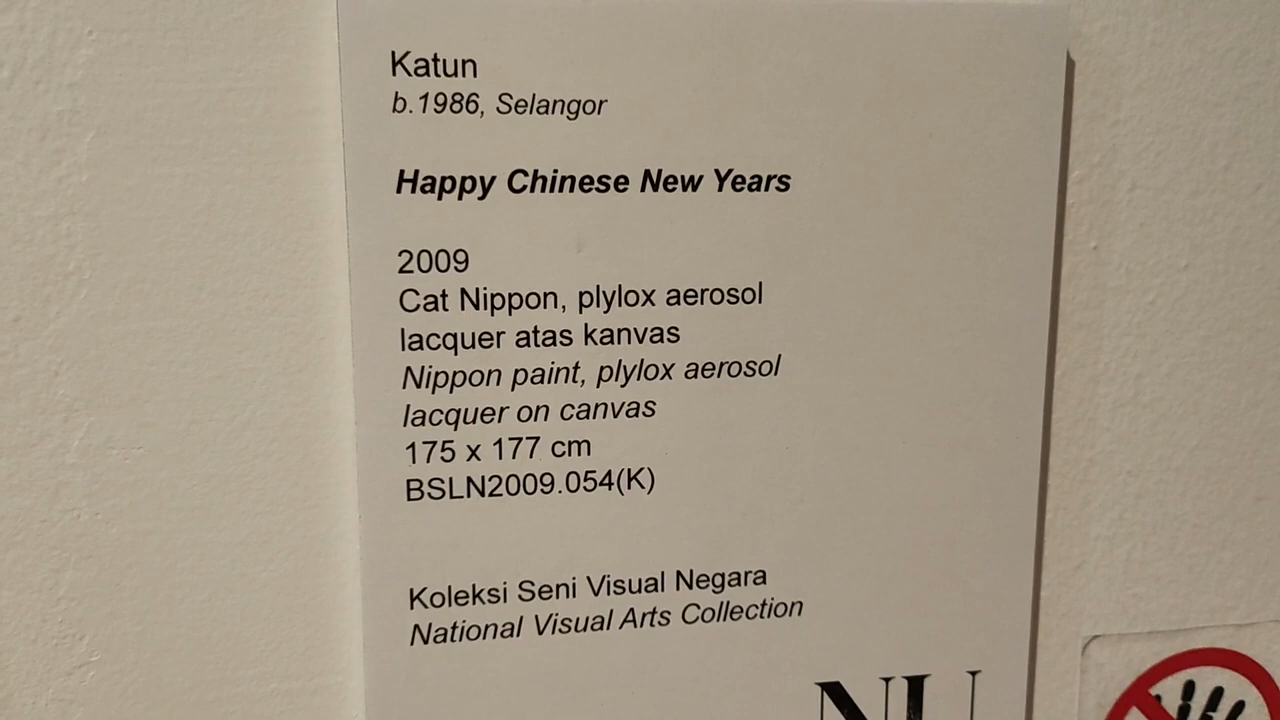 Katun
b.1986, Selangor
Happy Chinese New Years
2009
Cat Nippon, plylox aerosol
lacquer atas kanvas
Nippon paint, plylox aerosol
lacquer on canvas
175 x 177 cm
BSLN2009.054(K)
Koleksi Seni Visual Negara
National Visual Arts Collection